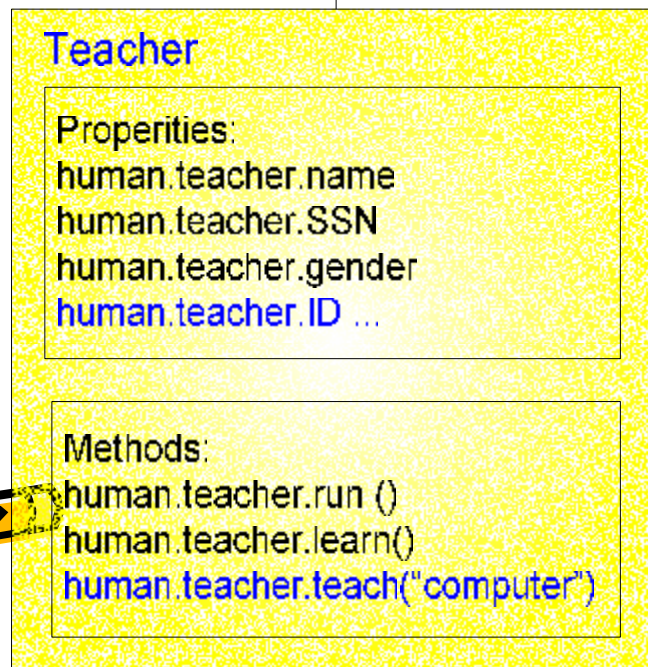 Teacher
Properities:
human.teacher.name
human.teacher.SSN
human.teacher.gender
human.teacher.ID ...
Methods:
human.teacher.run ()
human.teacher.learn()
human.teacher.teach("computer")